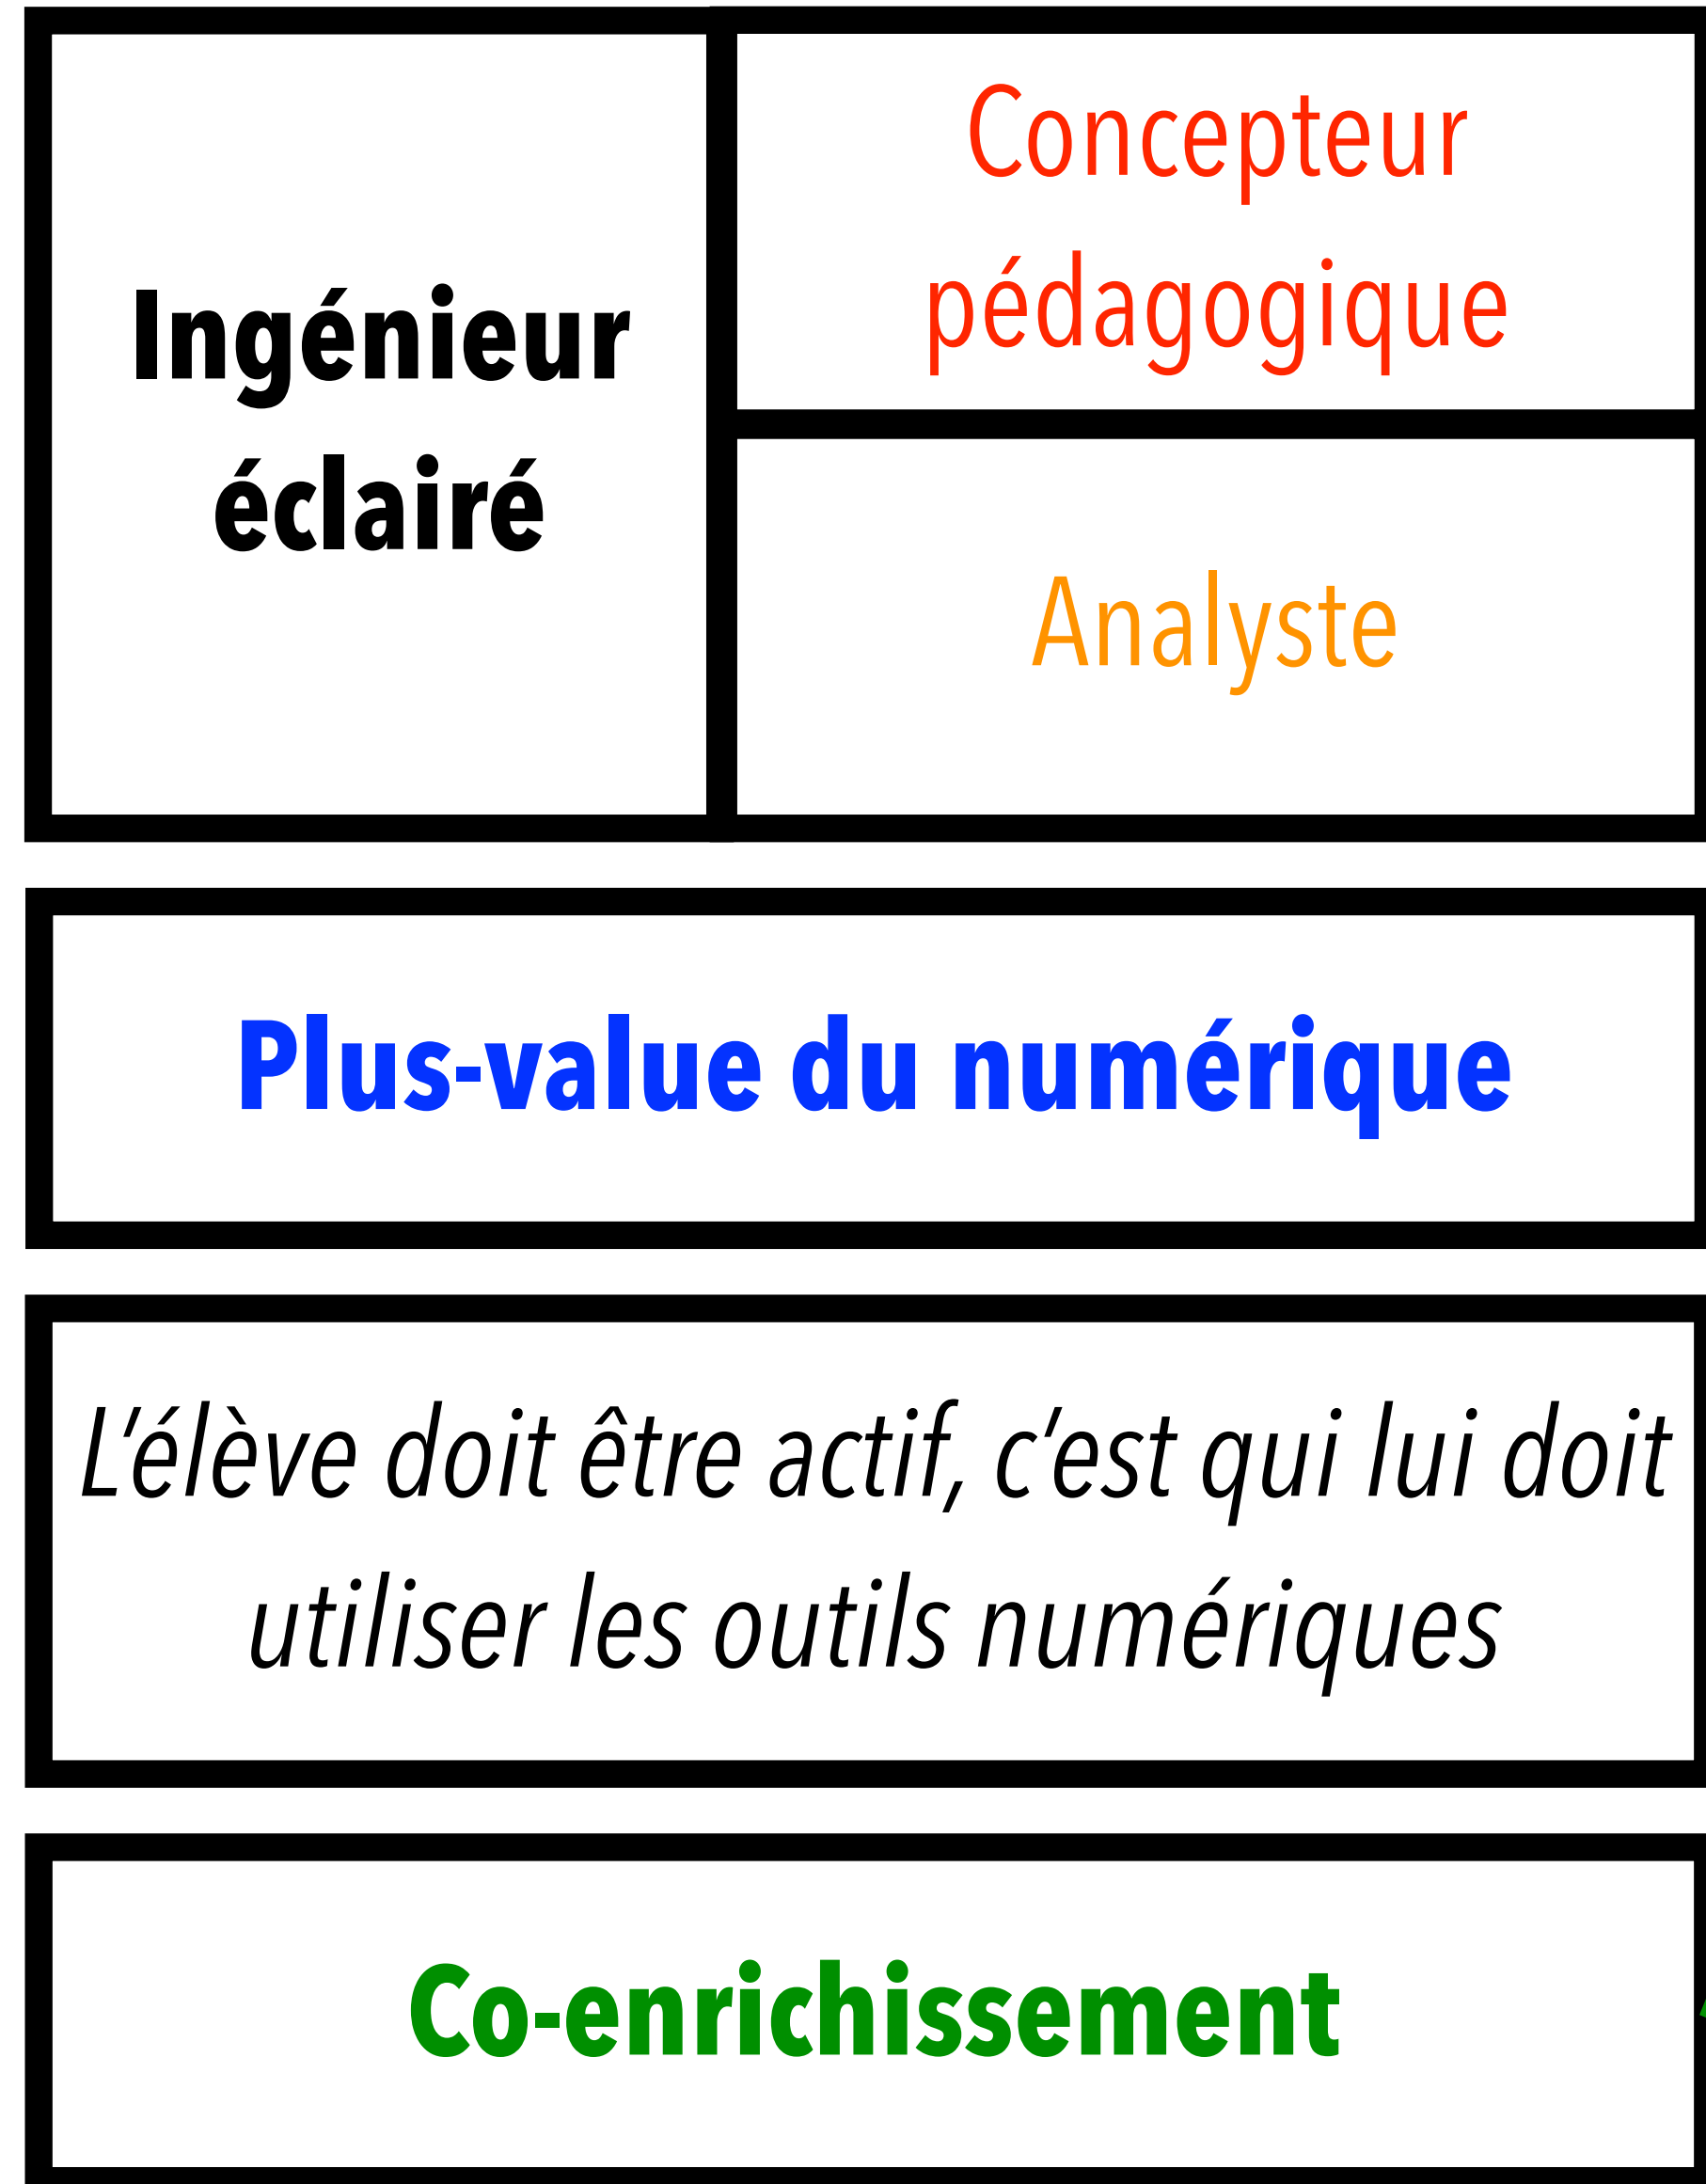 Ingénieur
éclairé
Concepteur
pédagogique
Analyste
Plus-value du numérique
L’élève doit être actif, c’est qui lui doit
utiliser les outils numériques
Co-enrichissement